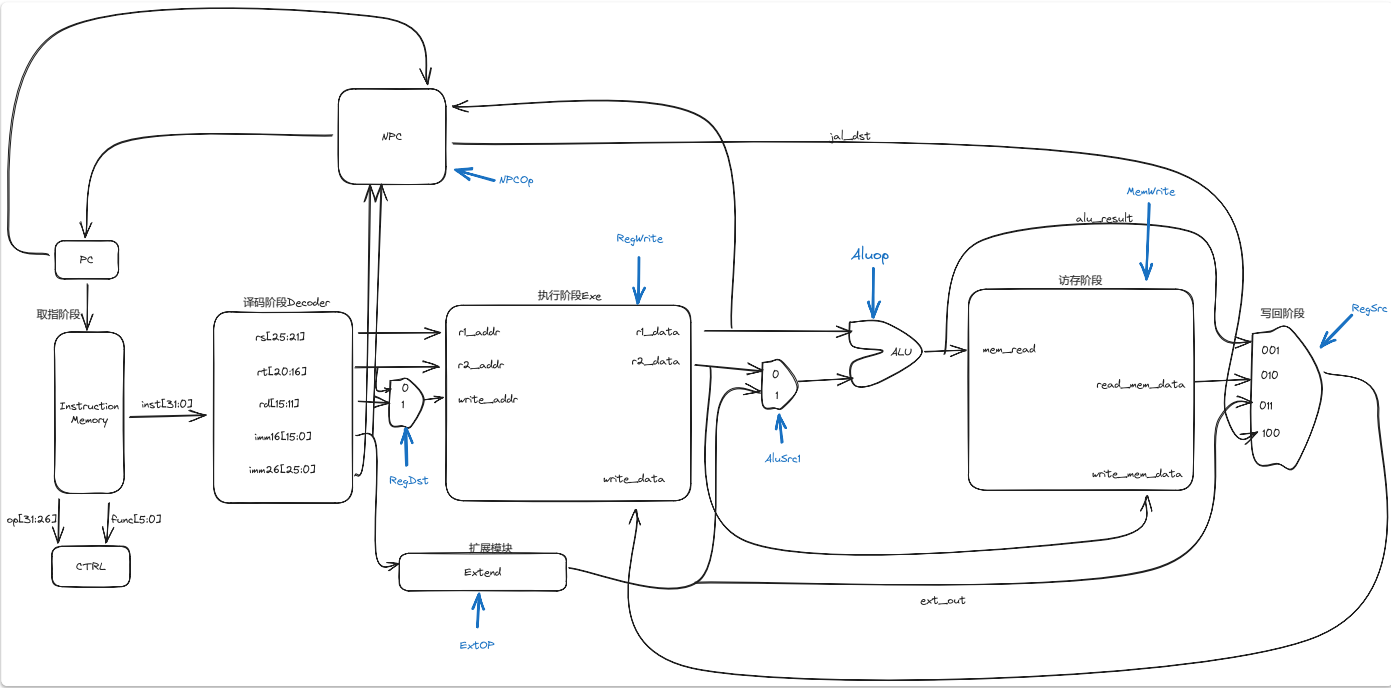 NPC
jal_dst
NPCOp
MemWrite
alu_result
RegWrite
Aluop
PC
取指阶段
译码阶段Decoder
执行阶段Exe
访存阶段
写回阶段
RegSrc
rs[25:21]
rt[20:16]
rd[15:11]
imm16[15:0]
imm26[25:0]
r1_addr
r2_addr
write_addr
r1_data
r2_data
write_data
0
1
RegDst
0
1
AluSrc1
ALU
mem_read
read_mem_data
write_mem_data
001
010
011
100
Instruction
Memory
inst[31:0]
op[31:26]
func[5:0]
CTRL
扩展模块
Extend
ext_out
ExtOP